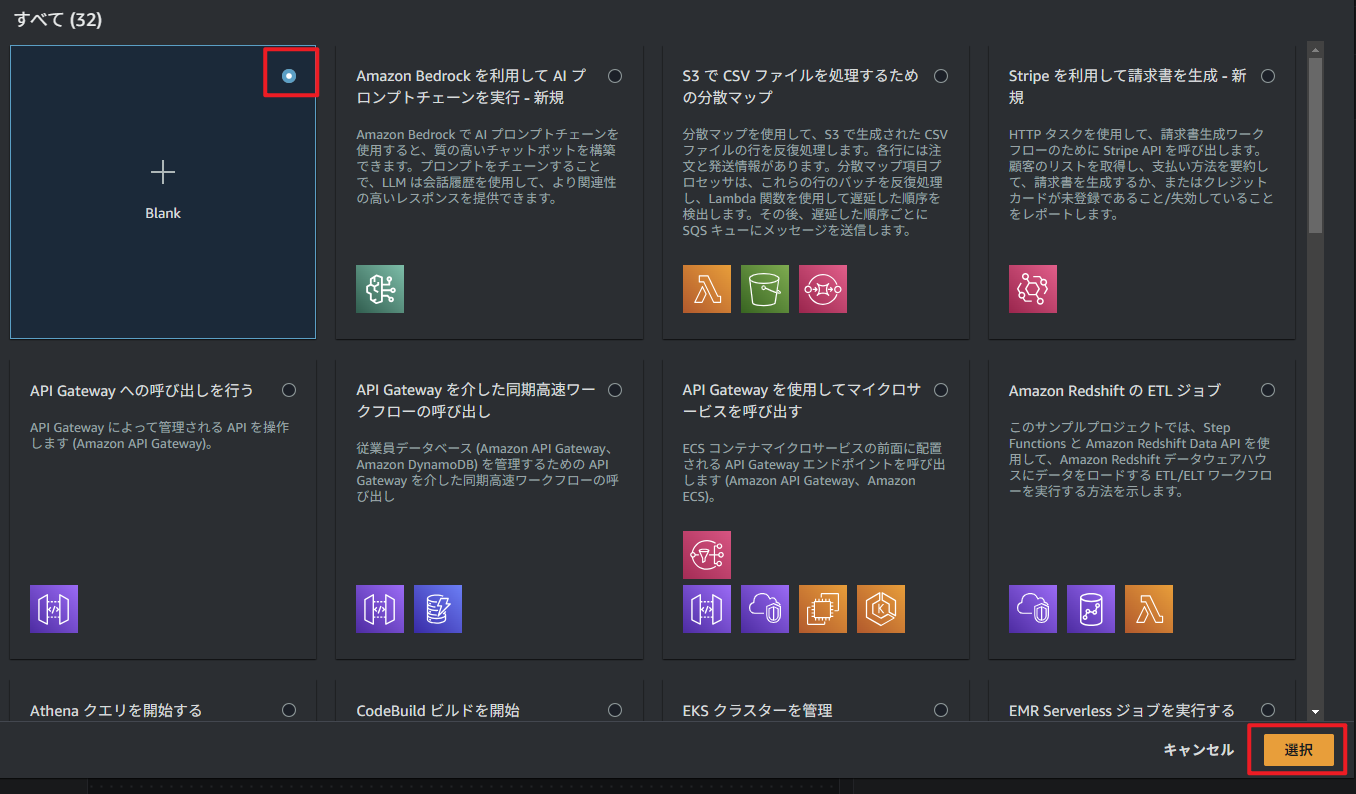 すべて (32)
Blank
Amazon Bedrock を利用して AI プ
ロンプトチェーンを実行 - 新規
Amazon Bedrock で AI プロンプトチェーンを
使用すると、質の高いチャットボットを構築
できます。プロンプトをチェーンすること
で、LLM は会話履歴を使用して、より関連性
の高いレスポンスを提供できます。
S3 で CSV ファイルを処理するため
の分散マップ
分散マップを使用して、S3 で生成された CSV
ファイルの行を反復処理します。各行には注
文と発送情報があります。分散マップ項目プ
ロセッサは、これらの行のバッチを反復処理
し、Lambda 関数を使用して遅延した順序を
検出します。その後、遅延した順序ごとに
SQS キューにメッセージを送信します。
Stripe を利用して請求書を生成 - 新
規
HTTP タスクを使用して、請求書生成ワーク
フローのために Stripe API を呼び出します。
顧客のリストを取得し、支払い方法を要約し
て、請求書を生成するか、またはクレジット
カードが未登録であること/失効していること
をレポートします。
API Gateway への呼び出しを行う
API Gateway によって管理される API を操作
します (Amazon API Gateway)。
API Gateway を介した同期高速ワー
クフローの呼び出し
従業員データベース (Amazon API Gateway、
Amazon DynamoDB) を管理するための API
Gateway を介した同期高速ワークフローの呼
び出し
API Gateway を使用してマイクロサ
ービスを呼び出す
ECS コンテナマイクロサービスの前面に配置
される API Gateway エンドポイントを呼び出
します (Amazon API Gateway、Amazon
ECS)。
Amazon Redshift の ETL ジョブ
このサンプルプロジェクトでは、Step
Functions と Amazon Redshift Data API を使
用して、Amazon Redshift データウェアハウ
スにデータをロードする ETL/ELT ワークフロ
ーを実行する方法を示します。
Athena クエリを開始する
CodeBuild ビルドを開始
EKS クラスターを管理
EMR Serverless ジョブを実行する
キャンセル
選択